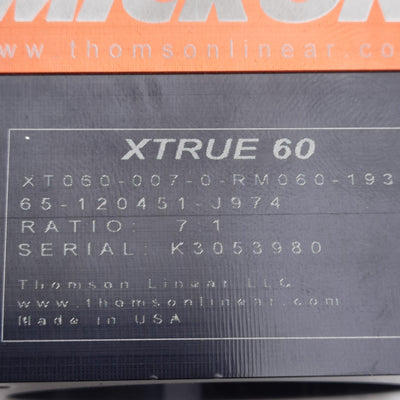 MICRON
www.thomsonlinear.co
XTRUE 60
XT060-007-0-RM060-193
65-120451-J974
RATIO: 7:1
SERIAL: K3053980
Thomson Linear LLC
www.thomsonlinear.com
Made in USA